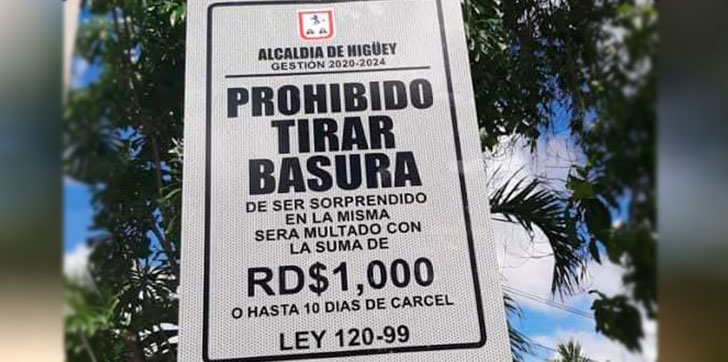 ALCALDIA DE HIGÜEY
GESTIÓN 2020-2024
PROHIBIDO
TIRAR
BASURA
DE SER SORPRENDIDO
EN LA MISMA
SERA MULTADO CON
LA SUMA DE
RD$1,000
O HASTA 10 DIAS DE CARCEL
LEY 120-99